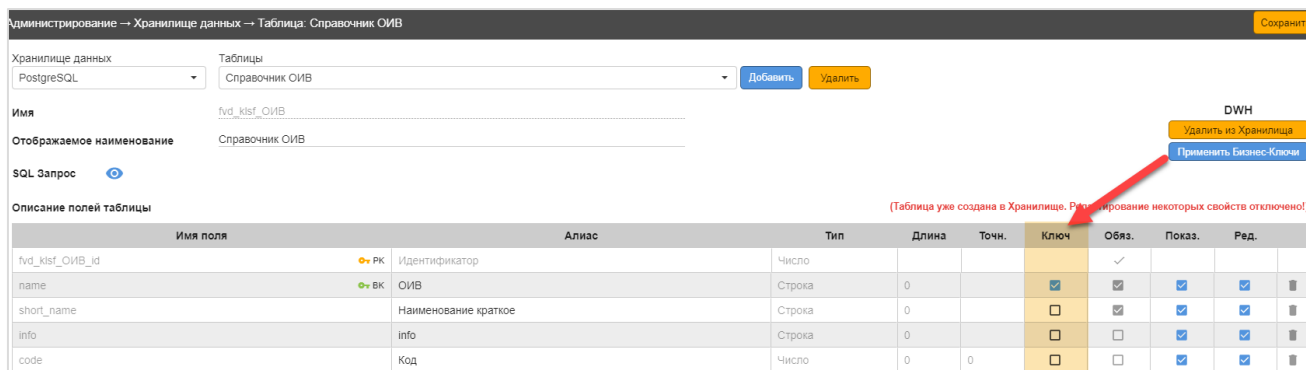 Администрирование → Хранилище данных → Таблица: Справочник ОИВ Сохранит
Хранилище данных Таблицы
PostgreSQL Справочник ОИВ Добавить Удалить
Имя fvd_klsf_ОИВ DWH
Удалить из Хранилища
Отображаемое наименование Справочник ОИВ
Применить Бизнес-Ключи
SQL Запрос
Описание полей таблицы (Таблица уже создана в Хранилище. Редактирование некоторых свойств отключено!
Имя поля Алиас Тип Длина Точн. Ключ Обяз. Показ. Ред.
fvd_klsf_ОИВ_id PK Идентификатор Число
name BK ОИВ Строка 0
short_name Наименование краткое Строка 0
info info Строка 0
code Код Число 0 0